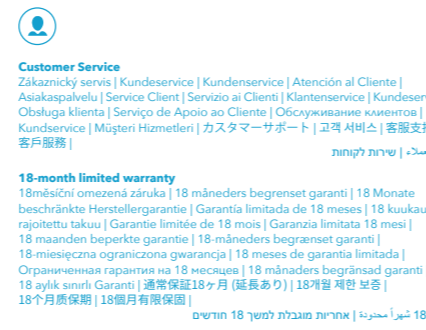 Customer Service
Zákaznický servis | Kundeservice | Kundenservice | Atención al Cliente |
Asiakaspalvelu | Service Client | Servizio ai Clienti | Klantenservice |
Obsługa klienta | Serviço de Apoio ao Cliente | Обслуживание клиентов |
Kundservice | Müşteri Hizmetleri | カスタマーサポート | 고객 서비스 |
客戶服務 |
| שירות לקוחות
18-month limited warranty
18měsíční omezená záruka | 18 måneders begrenset garanti | 18 Monate
beschränkte Herstellergarantie | Garantía limitada de 18 meses | 18
rajoitettu takuu | Garantie limitée de 18 mois | Garanzia limitata 18 mesi |
18 maanden beperkte garantie | 18-måneders begrænset garanti |
18-miesięczna ograniczona gwarancja | 18 meses de garantia limitada |
Ограниченная гарантия на 18 месяцев | 18 månaders begränsad garanti
18 aylık sınırlı Garanti | 通常保証18ヶ月 (延長あり) | 18개월 제한 보증 |
18个月质保期 | 18個月有限保固 |
18 شهراً محدودة | אחריות מוגבלת למשך 18 חודשים